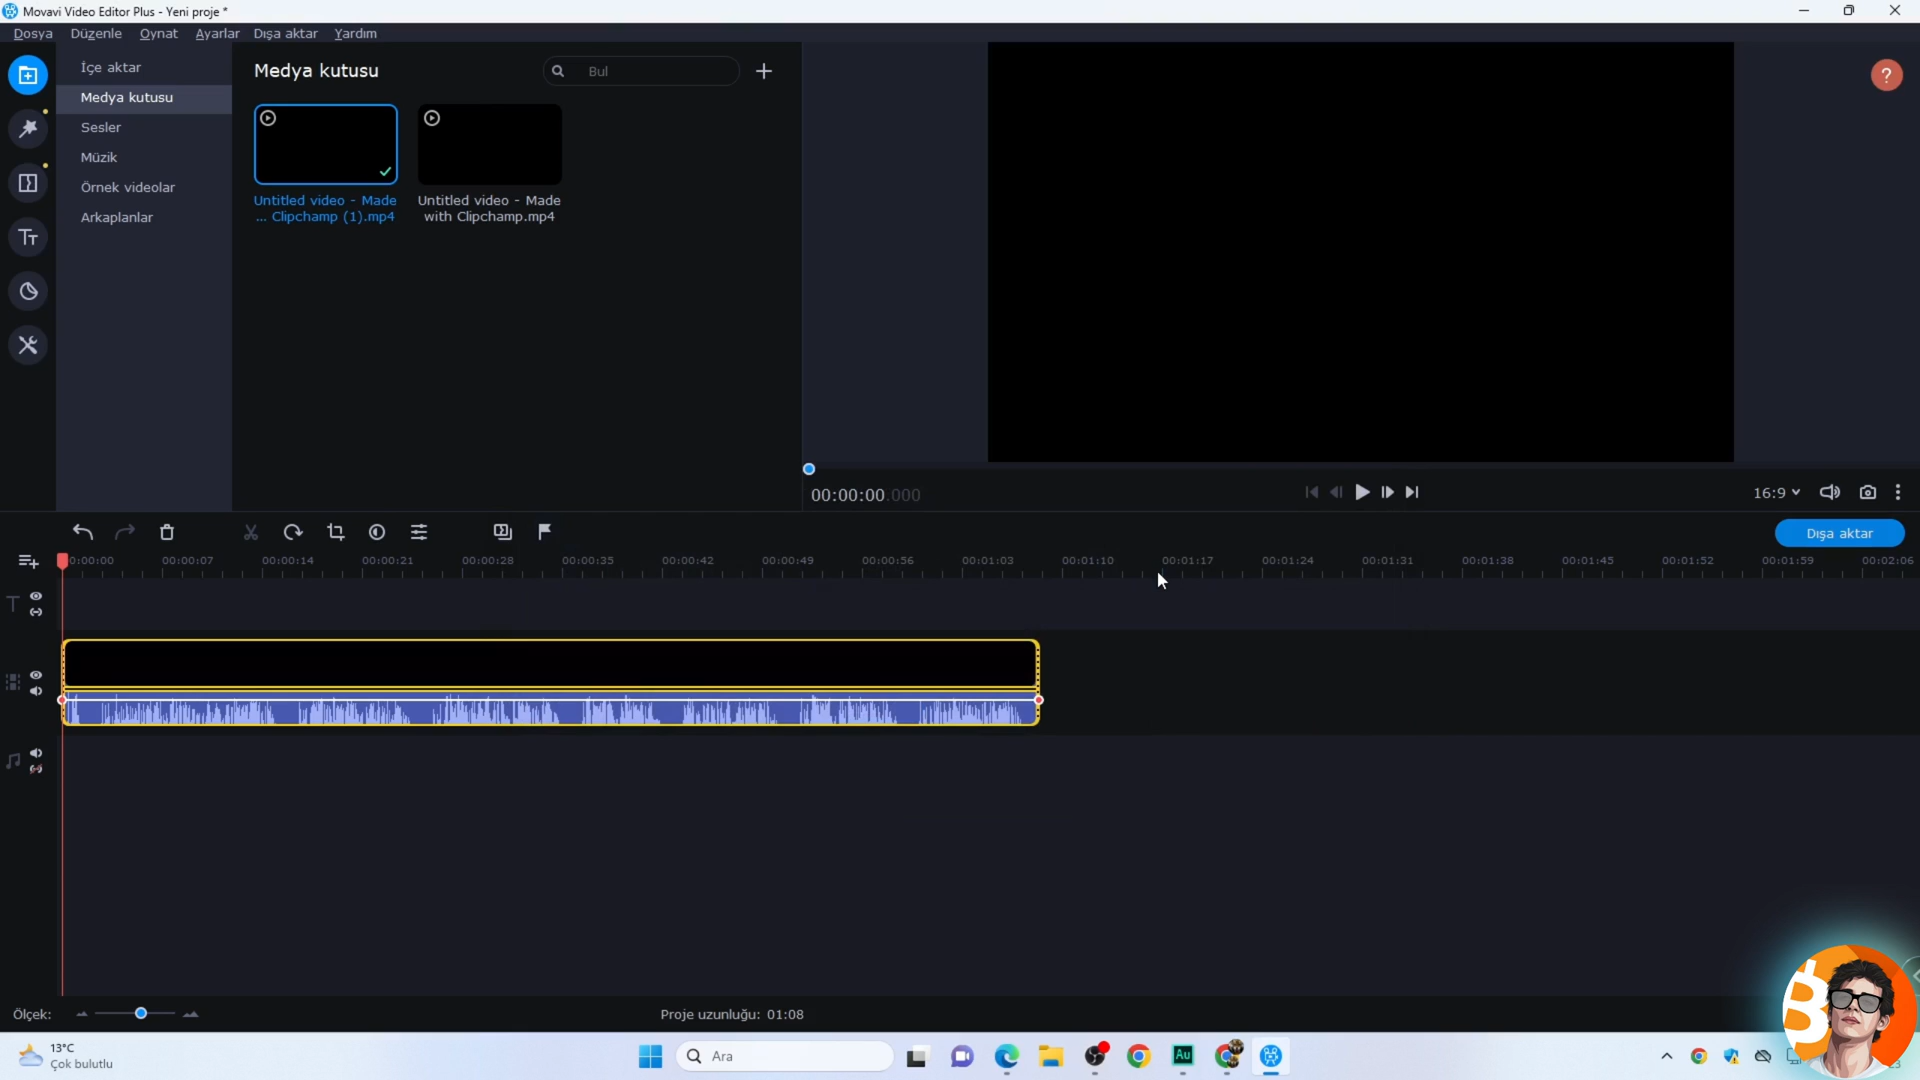 Movavi Video Editor Plus - Yeni proje *
Dosya Düzenle Oynat Ayarlar Dışa aktar Yardım
İçe aktar
Medya kutusu
Sesler
Müzik
Örnek videolar
Arkaplanlar
Medya kutusu
Bul
Untitled video - Made
... Clipchamp (1).mp4
Untitled video - Made
with Clipchamp.mp4
?
00:00:00.000
16:9
Dışa aktar
0:00:00 00:00:07 00:00:14 00:00:21 00:00:28 00:00:35 00:00:42 00:00:49 00:00:56 00:01:03 00:01:10 00:01:17 00:01:24 00:01:31 00:01:38 00:01:45 00:01:52 00:01:59 00:02:06
Ölçek:
Proje uzunluğu: 01:08
13°C
Çok bulutlu
Ara
Au